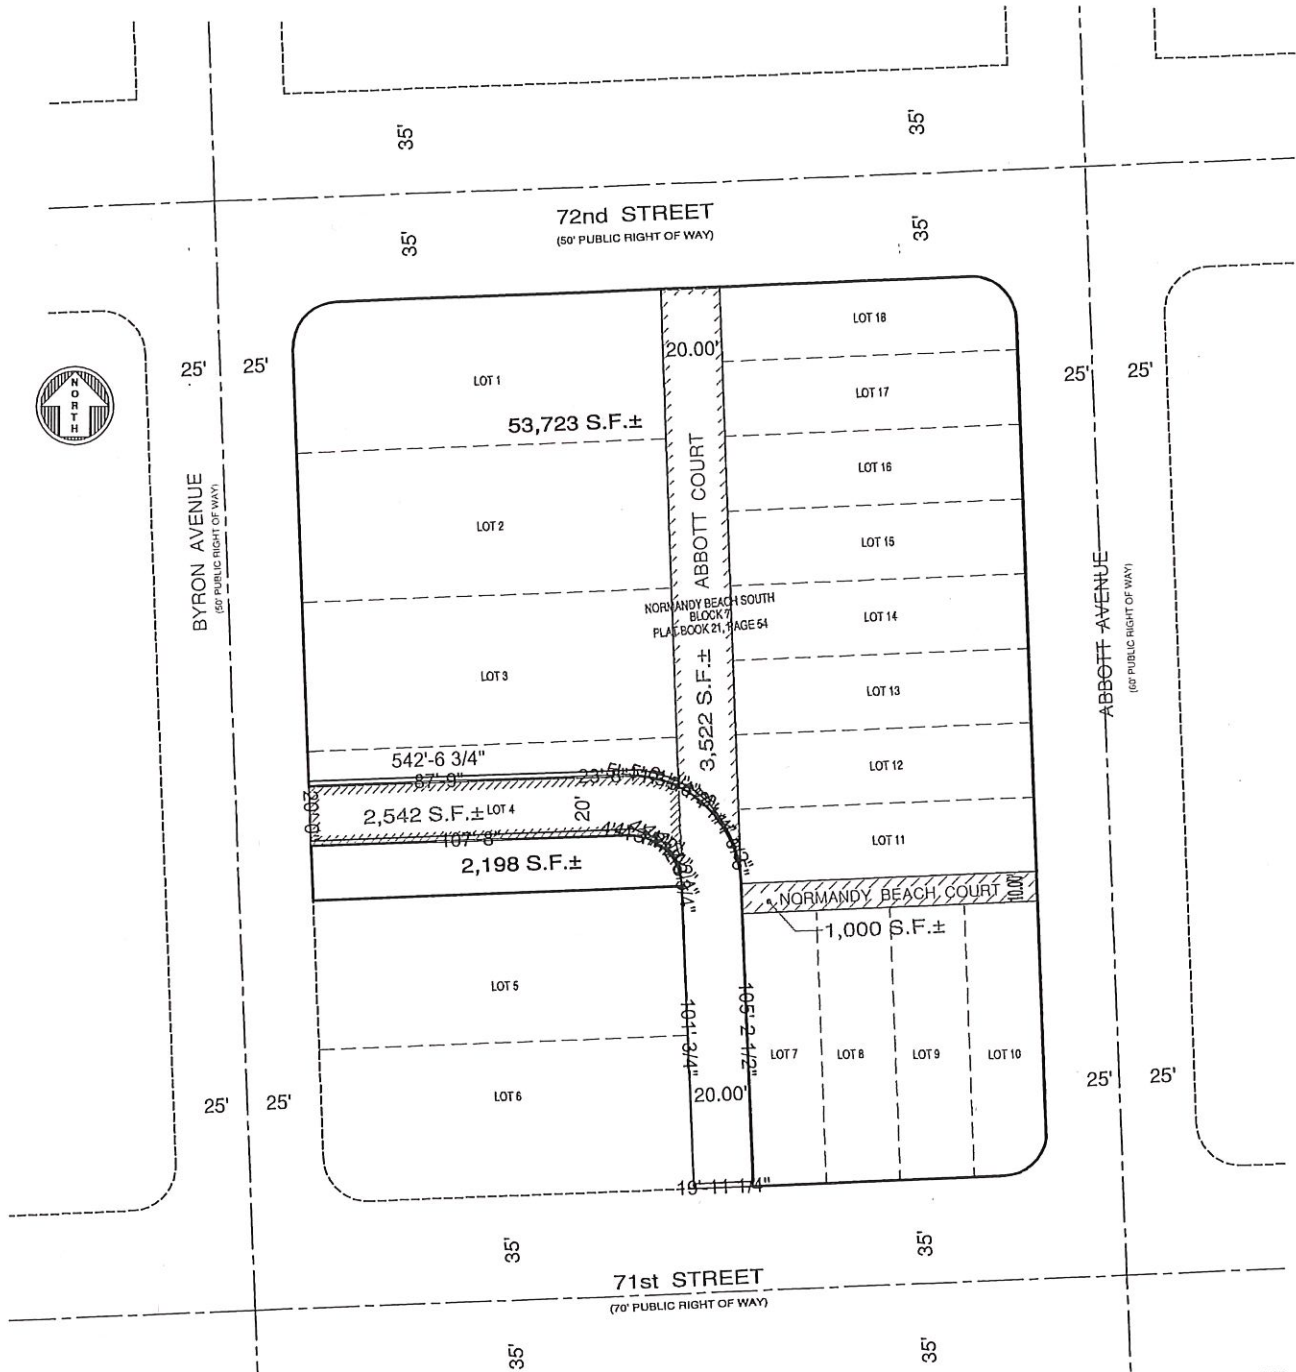 35'
35'
72nd STREET
(50' PUBLIC RIGHT OF WAY)
35'
35'
NORTH
25'
25'
25'
25'
LOT 1
53,723 S.F.±
20.00'
LOT 18
LOT 17
LOT 16
LOT 15
LOT 14
LOT 13
LOT 12
LOT 11
BYRON AVENUE
(50' PUBLIC RIGHT OF WAY)
LOT 2
ABBOTT COURT
NORMANDY BEACH SOUTH
BLOCK 7
PLAT BOOK 21, PAGE 54
ABBOTT AVENUE
(60' PUBLIC RIGHT OF WAY)
LOT 3
3,522 S.F.±
542'-6 3/4"
87'-9"
2,542 S.F.±
LOT 4
20'
107'-8"
2,198 S.F.±
NORMANDY BEACH COURT
10.00'
1,000 S.F.±
LOT 5
101' 3/4"
105' 2 1/2"
LOT 7
LOT 8
LOT 9
LOT 10
LOT 6
20.00'
25'
25'
25'
25'
19'-11 1/4"
35'
35'
71st STREET
(70' PUBLIC RIGHT OF WAY)
35'
35'